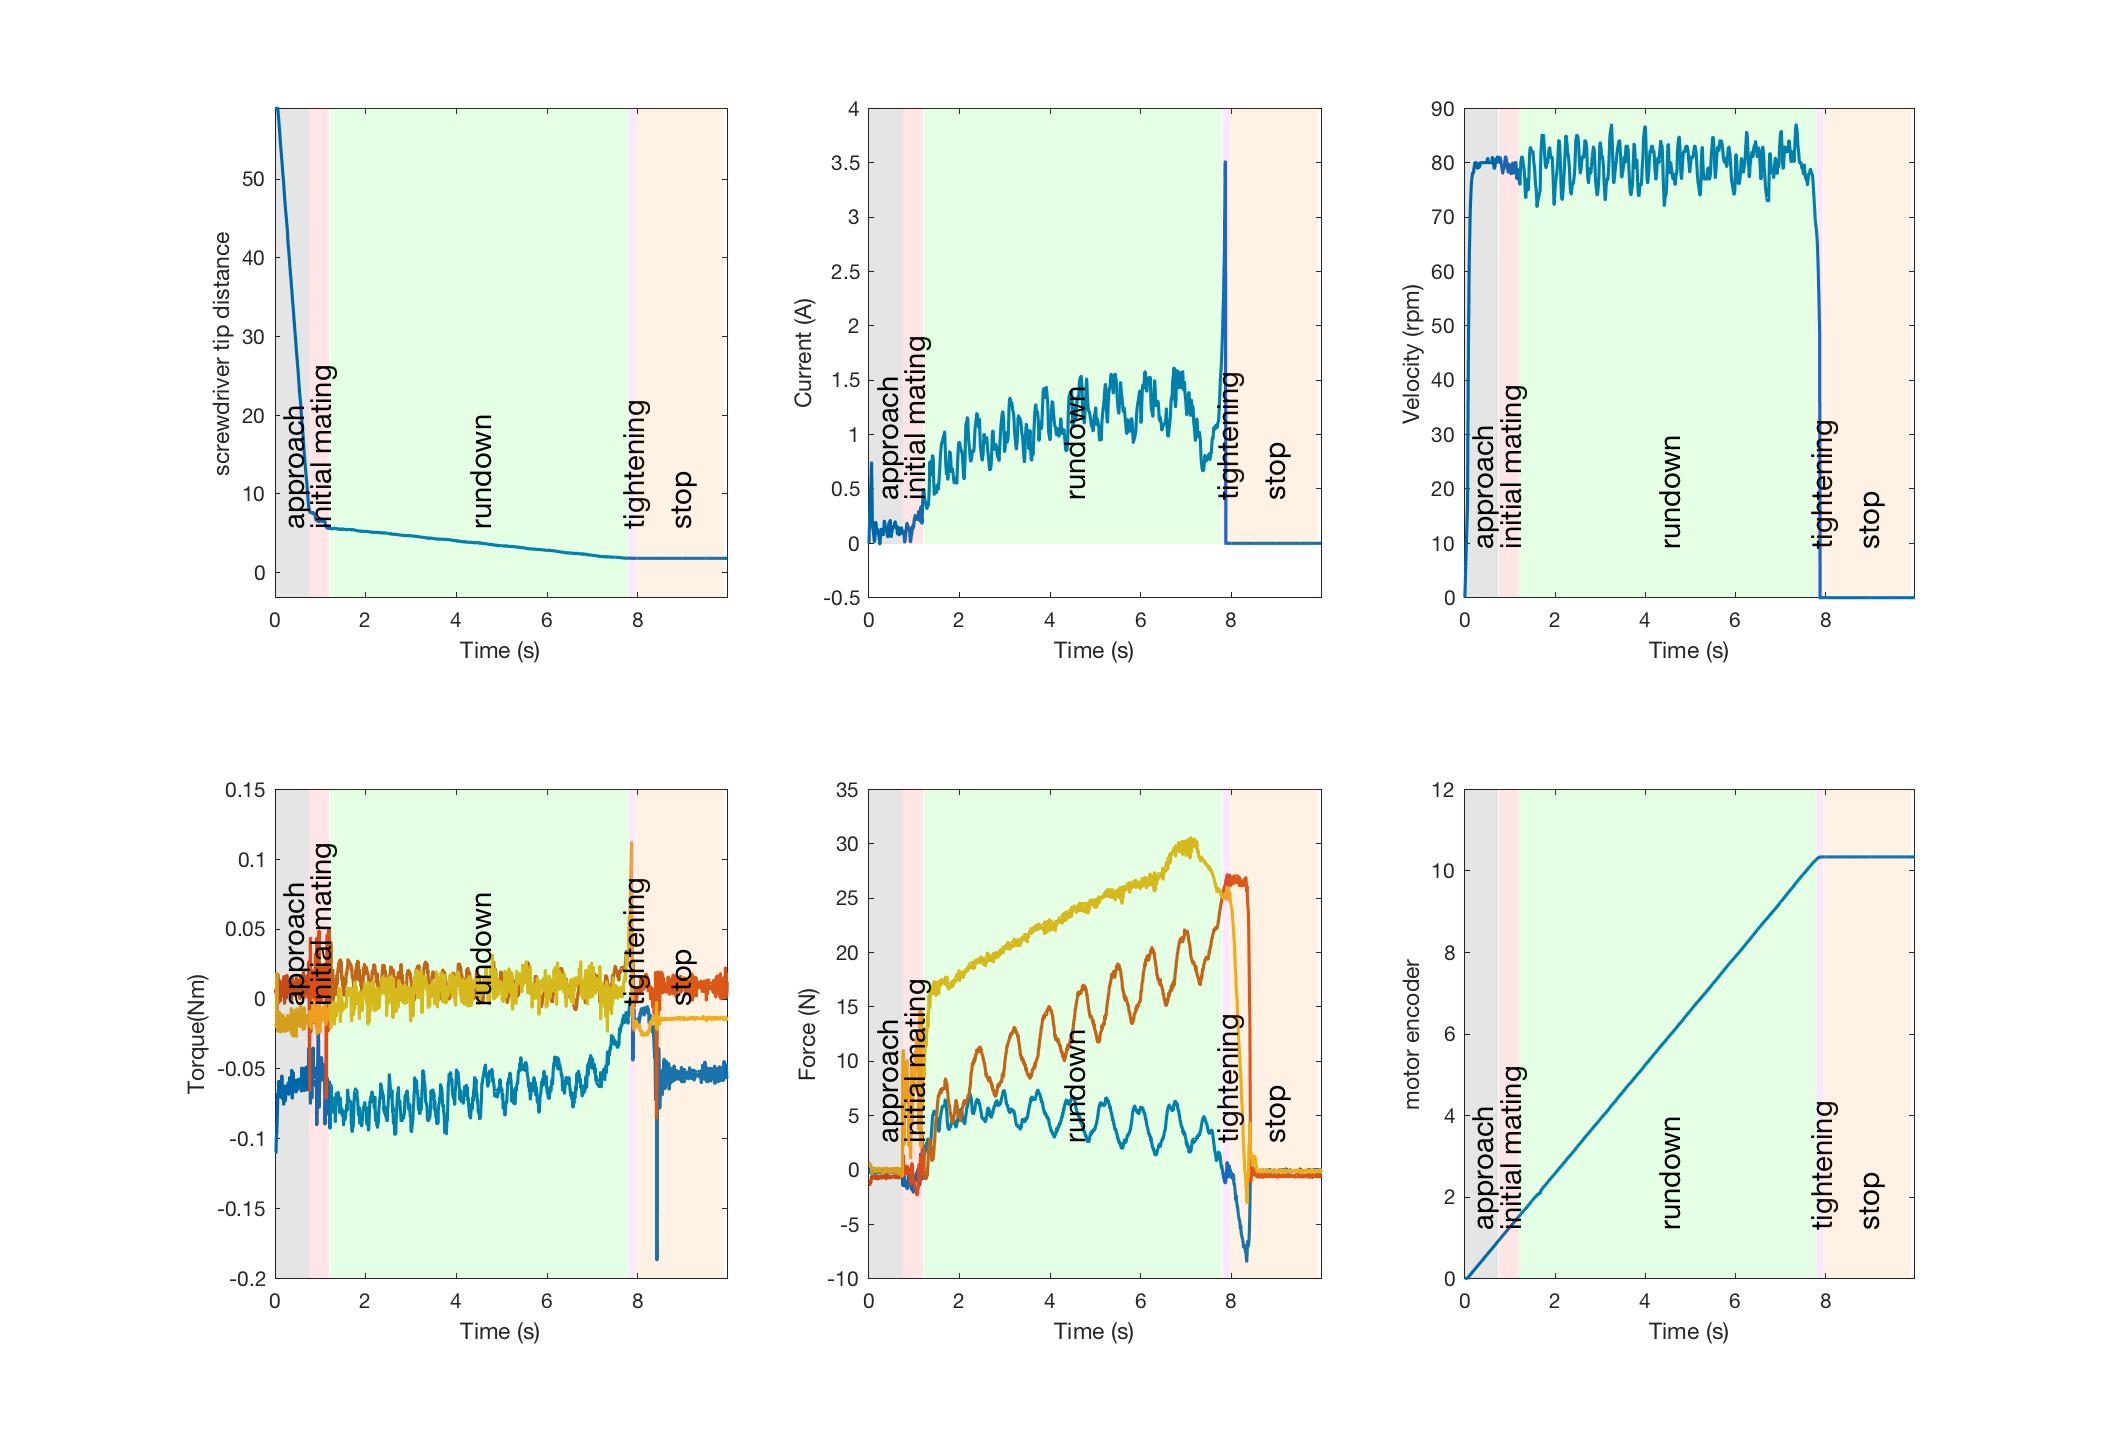 50
40
30
20
10
0
screwdriver tip distance
approach
initial mating
rundown
tightening
stop
0 2 4 6 8
Time (s)
4
3.5
3
2.5
2
1.5
1
0.5
0
-0.5
Current (A)
approach
initial mating
rundown
tightening
stop
0 2 4 6 8
Time (s)
90
80
70
60
50
40
30
20
10
0
Velocity (rpm)
approach
initial mating
rundown
tightening
stop
0 2 4 6 8
Time (s)
0.15
0.1
0.05
0
-0.05
-0.1
-0.15
-0.2
Torque(Nm)
approach
initial mating
rundown
tightening
stop
0 2 4 6 8
Time (s)
35
30
25
20
15
10
5
0
-5
-10
Force (N)
approach
initial mating
rundown
tightening
stop
0 2 4 6 8
Time (s)
12
10
8
6
4
2
0
motor encoder
approach
initial mating
rundown
tightening
stop
0 2 4 6 8
Time (s)